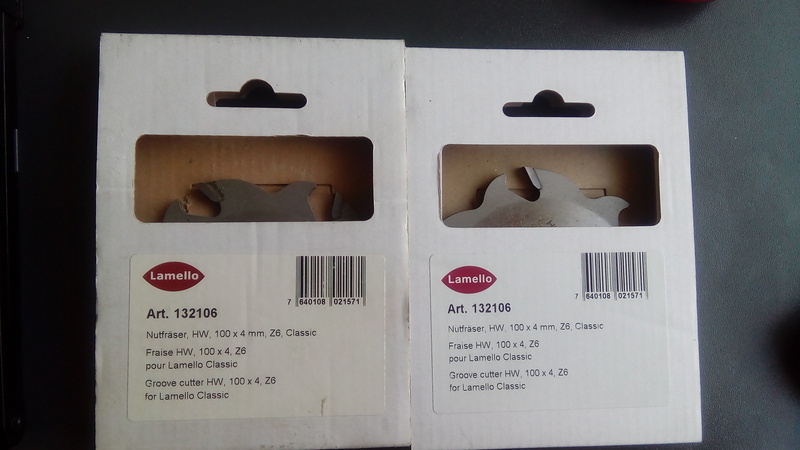 Lamello
7 640108 021571
Art. 132106
Nutfräser, HW, 100 x 4 mm, Z6, Classic
Fraise HW, 100 x 4, Z6
pour Lamello Classic
Groove cutter HW, 100 x 4, Z6
for Lamello Classic
Lamello
7 640108 021571
Art. 132106
Nutfräser, HW, 100 x 4 mm, Z6, Classic
Fraise HW, 100 x 4, Z6
pour Lamello Classic
Groove cutter HW, 100 x 4, Z6
for Lamello Classic